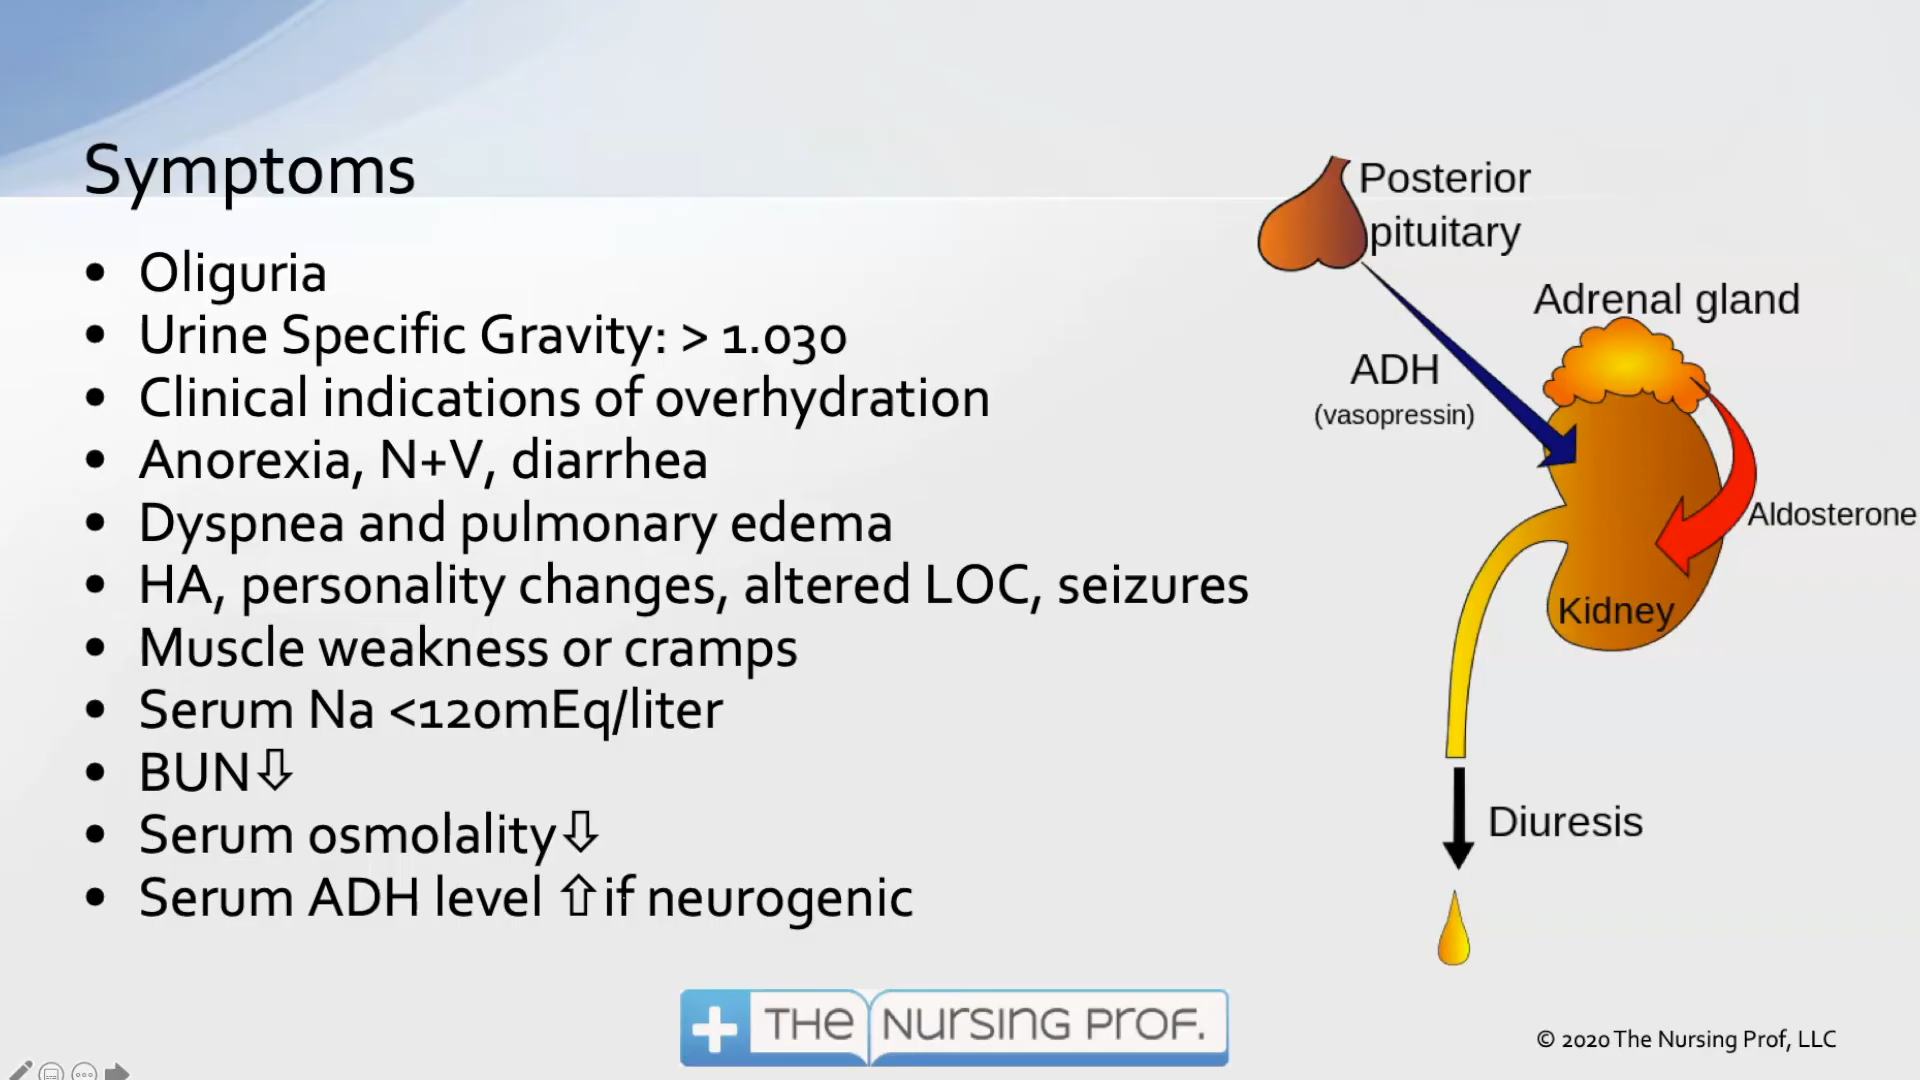 Symptoms
• Oliguria
• Urine Specific Gravity: > 1.030
• Clinical indications of overhydration
• Anorexia, N+V, diarrhea
• Dyspnea and pulmonary edema
• HA, personality changes, altered LOC, seizures
• Muscle weakness or cramps
• Serum Na <120mEq/liter
• BUN⇩
• Serum osmolality⇩
• Serum ADH level ⇧if neurogenic
Posterior
pituitary
Adrenal gland
ADH
(vasopressin)
Aldosterone
Kidney
Diuresis
THE NURSING PROF.
© 2020 The Nursing Prof, LLC